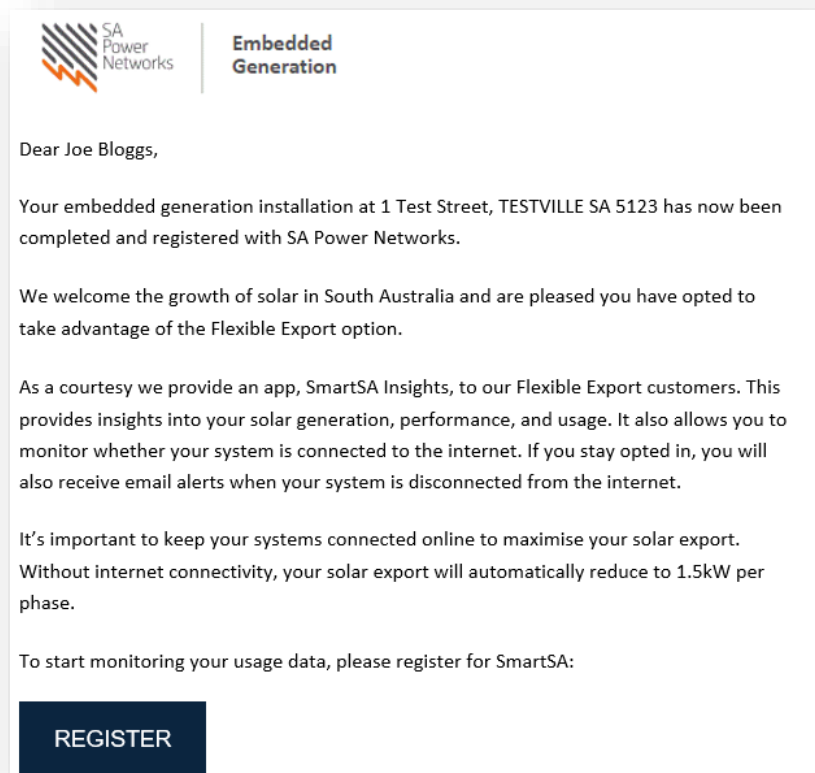 SA
Power
Networks
Embedded
Generation
Dear Joe Bloggs,
Your embedded generation installation at 1 Test Street, TESTVILLE SA 5123 has now been
completed and registered with SA Power Networks.
We welcome the growth of solar in South Australia and are pleased you have opted to
take advantage of the Flexible Export option.
As a courtesy we provide an app, SmartSA Insights, to our Flexible Export customers. This
provides insights into your solar generation, performance, and usage. It also allows you to
monitor whether your system is connected to the internet. If you stay opted in, you will
also receive email alerts when your system is disconnected from the internet.
It’s important to keep your systems connected online to maximise your solar export.
Without internet connectivity, your solar export will automatically reduce to 1.5kW per
phase.
To start monitoring your usage data, please register for SmartSA:
REGISTER